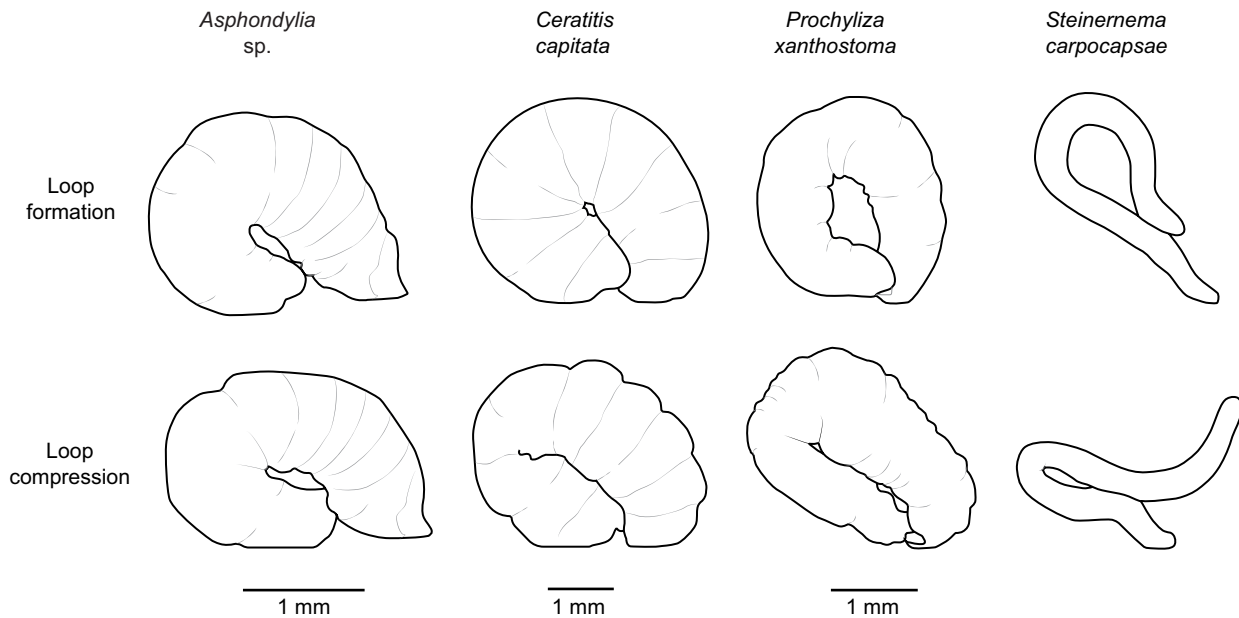 Asphondylia
sp.
Ceratitis
capitata
Prochyliza
xanthostoma
Steinernema
carpocapsae
Loop
formation
Loop
compression
1 mm
1 mm
1 mm